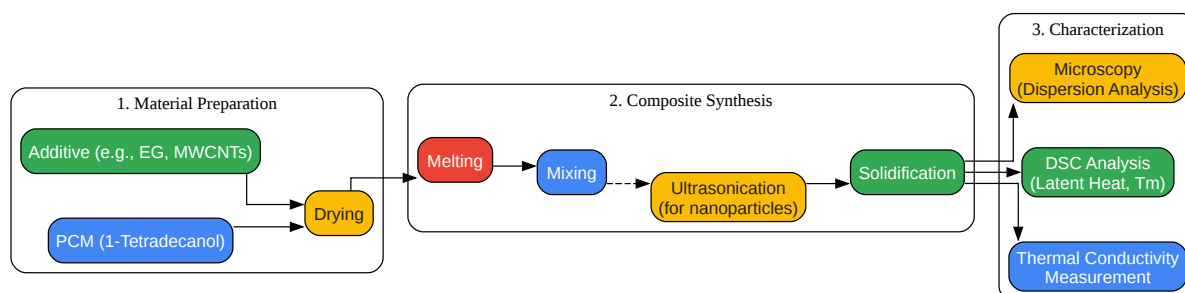 1. Material Preparation
Additive (e.g., EG, MWCNTs)
PCM (1-Tetradecanol)
Drying
2. Composite Synthesis
Melting
Mixing
Ultrasonication
(for nanoparticles)
Solidification
3. Characterization
Microscopy
(Dispersion Analysis)
DSC Analysis
(Latent Heat, Tm)
Thermal Conductivity
Measurement